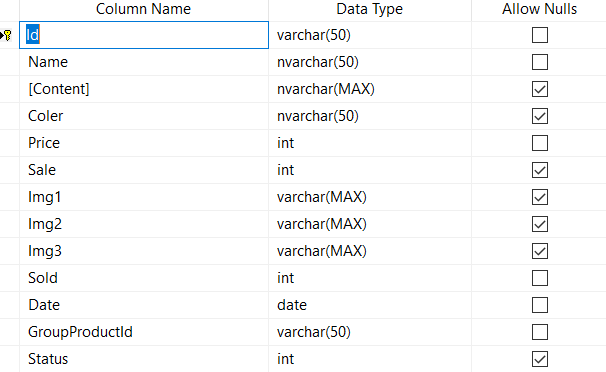 Column Name Data Type Allow Nulls
Id varchar(50)
Name nvarchar(50)
[Content] nvarchar(MAX)
Coler nvarchar(50)
Price int
Sale int
Img1 varchar(MAX)
Img2 varchar(MAX)
Img3 varchar(MAX)
Sold int
Date date
GroupProductId varchar(50)
Status int